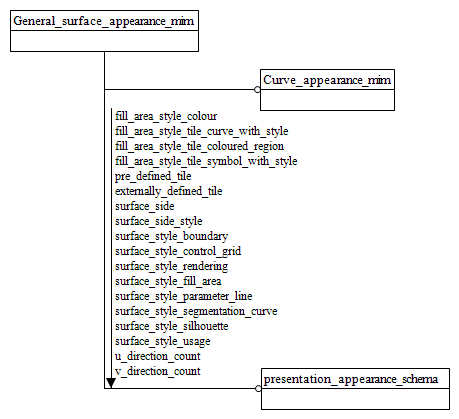 General_surface_appearance_mim
Curve_appearance_mim
fill_area_style_colour
fill_area_style_tile_curve_with_style
fill_area_style_tile_coloured_region
fill_area_style_tile_symbol_with_style
pre_defined_tile
externally_defined_tile
surface_side
surface_side_style
surface_style_boundary
surface_style_control_grid
surface_style_rendering
surface_style_fill_area
surface_style_parameter_line
surface_style_segmentation_curve
surface_style_silhouette
surface_style_usage
u_direction_count
v_direction_count
presentation_appearance_schema